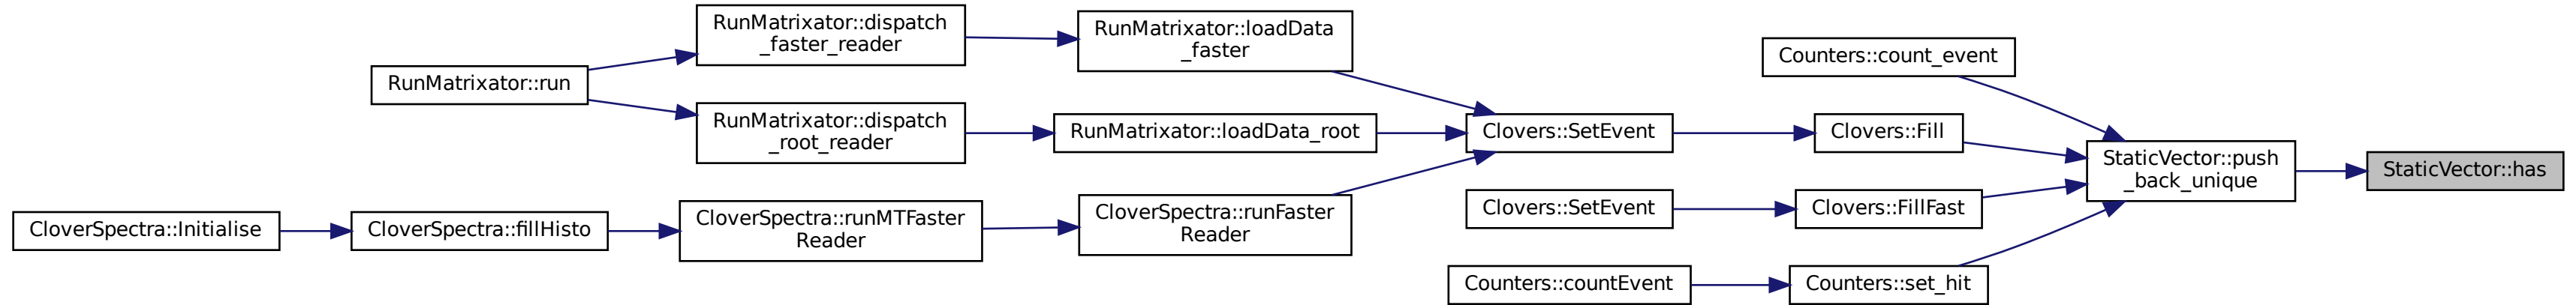 RunMatrixator::dispatch
_faster_reader
RunMatrixator::loadData
_faster
Counters::count_event
RunMatrixator::run
RunMatrixator::dispatch
_root_reader
RunMatrixator::loadData_root
Clovers::SetEvent
Clovers::Fill
StaticVector::push
_back_unique
StaticVector::has
CloverSpectra::Initialise
CloverSpectra::fillHisto
CloverSpectra::runMTFaster
Reader
CloverSpectra::runFaster
Reader
Clovers::SetEvent
Clovers::FillFast
Counters::countEvent
Counters::set_hit